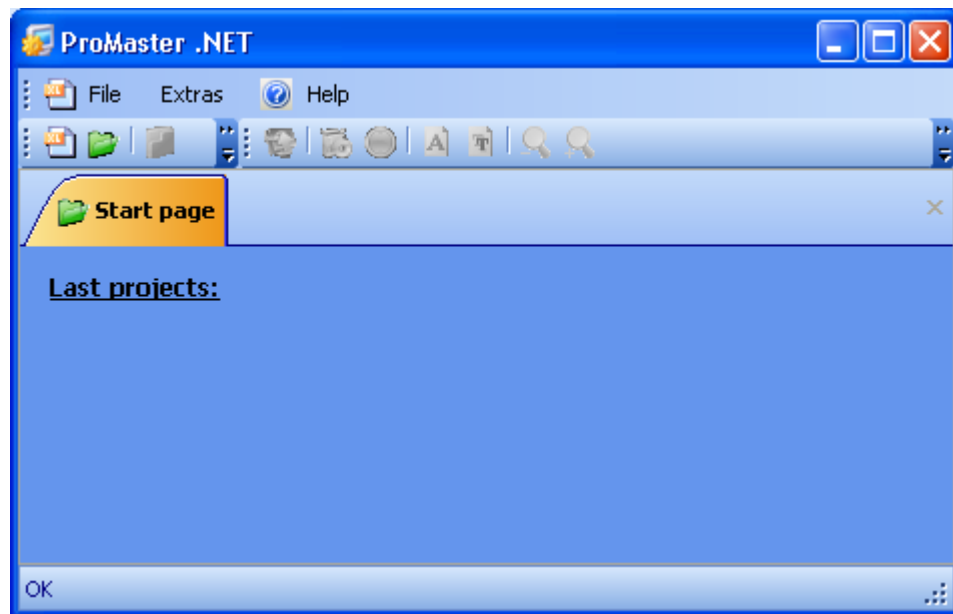 ProMaster .NET
File Extras Help
Start page
Last projects:
OK